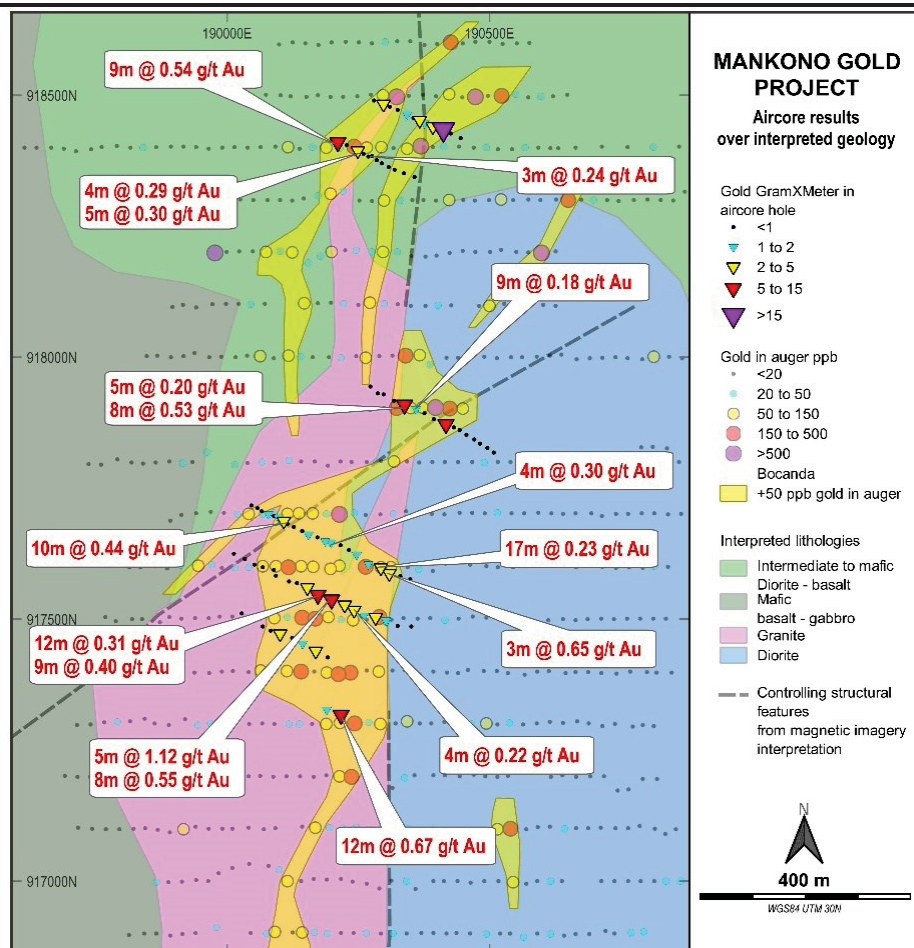 190000E
190500E
918500N
918000N
917500N
917000N
9m @ 0.54 g/t Au
4m @ 0.29 g/t Au
5m @ 0.30 g/t Au
3m @ 0.24 g/t Au
9m @ 0.18 g/t Au
5m @ 0.20 g/t Au
8m @ 0.53 g/t Au
4m @ 0.30 g/t Au
10m @ 0.44 g/t Au
17m @ 0.23 g/t Au
12m @ 0.31 g/t Au
9m @ 0.40 g/t Au
3m @ 0.65 g/t Au
5m @ 1.12 g/t Au
8m @ 0.55 g/t Au
4m @ 0.22 g/t Au
12m @ 0.67 g/t Au
MANKONO GOLD
PROJECT
Aircore results
over interpreted geology
Gold GramXMeter in
aircore hole
<1
1 to 2
2 to 5
5 to 15
>15
Gold in auger ppb
<20
20 to 50
50 to 150
150 to 500
>500
Bocanda
+50 ppb gold in auger
Interpreted lithologies
Intermediate to mafic
Diorite - basalt
Mafic
basalt - gabbro
Granite
Diorite
Controlling structural
features
from magnetic imagery
interpretation
N
400 m
WGS84 UTM 30N